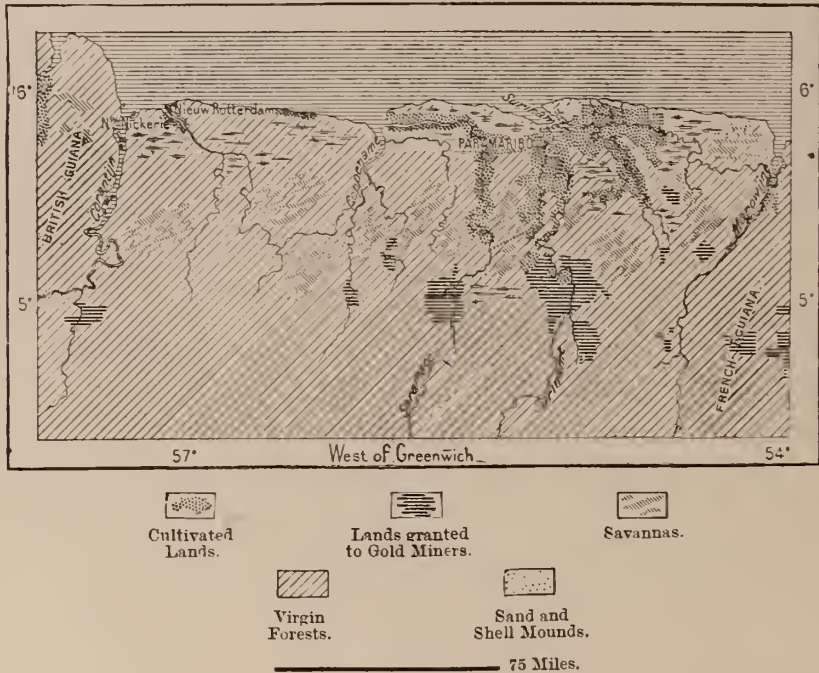 6°
6°
Nieuw Rotterdam
Nickerie
PARAMARIBO
BRITISH GUIANA
Coppename
5°
5°
FRENCH GUIANA
57°
West of Greenwich
54°
Cultivated
Lands.
Lands granted
to Gold Miners.
Savannas.
Virgin
Forests.
Sand and
Shell Mounds.
75 Miles.